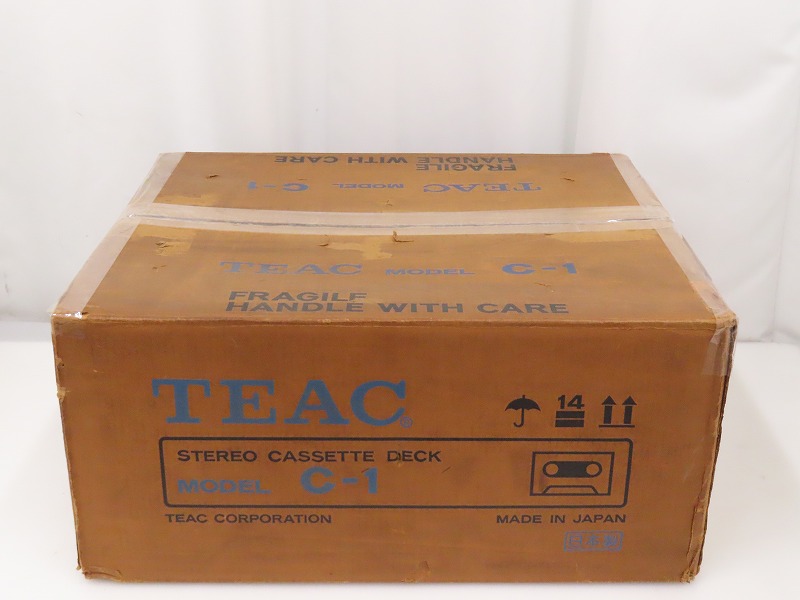 FRAGILE
HANDLE WITH CARE
TEAC MODEL C-1
TEAC MODEL C-1
FRAGILE
HANDLE WITH CARE
TEAC®
14
STEREO CASSETTE DECK
MODEL C-1
TEAC CORPORATION MADE IN JAPAN